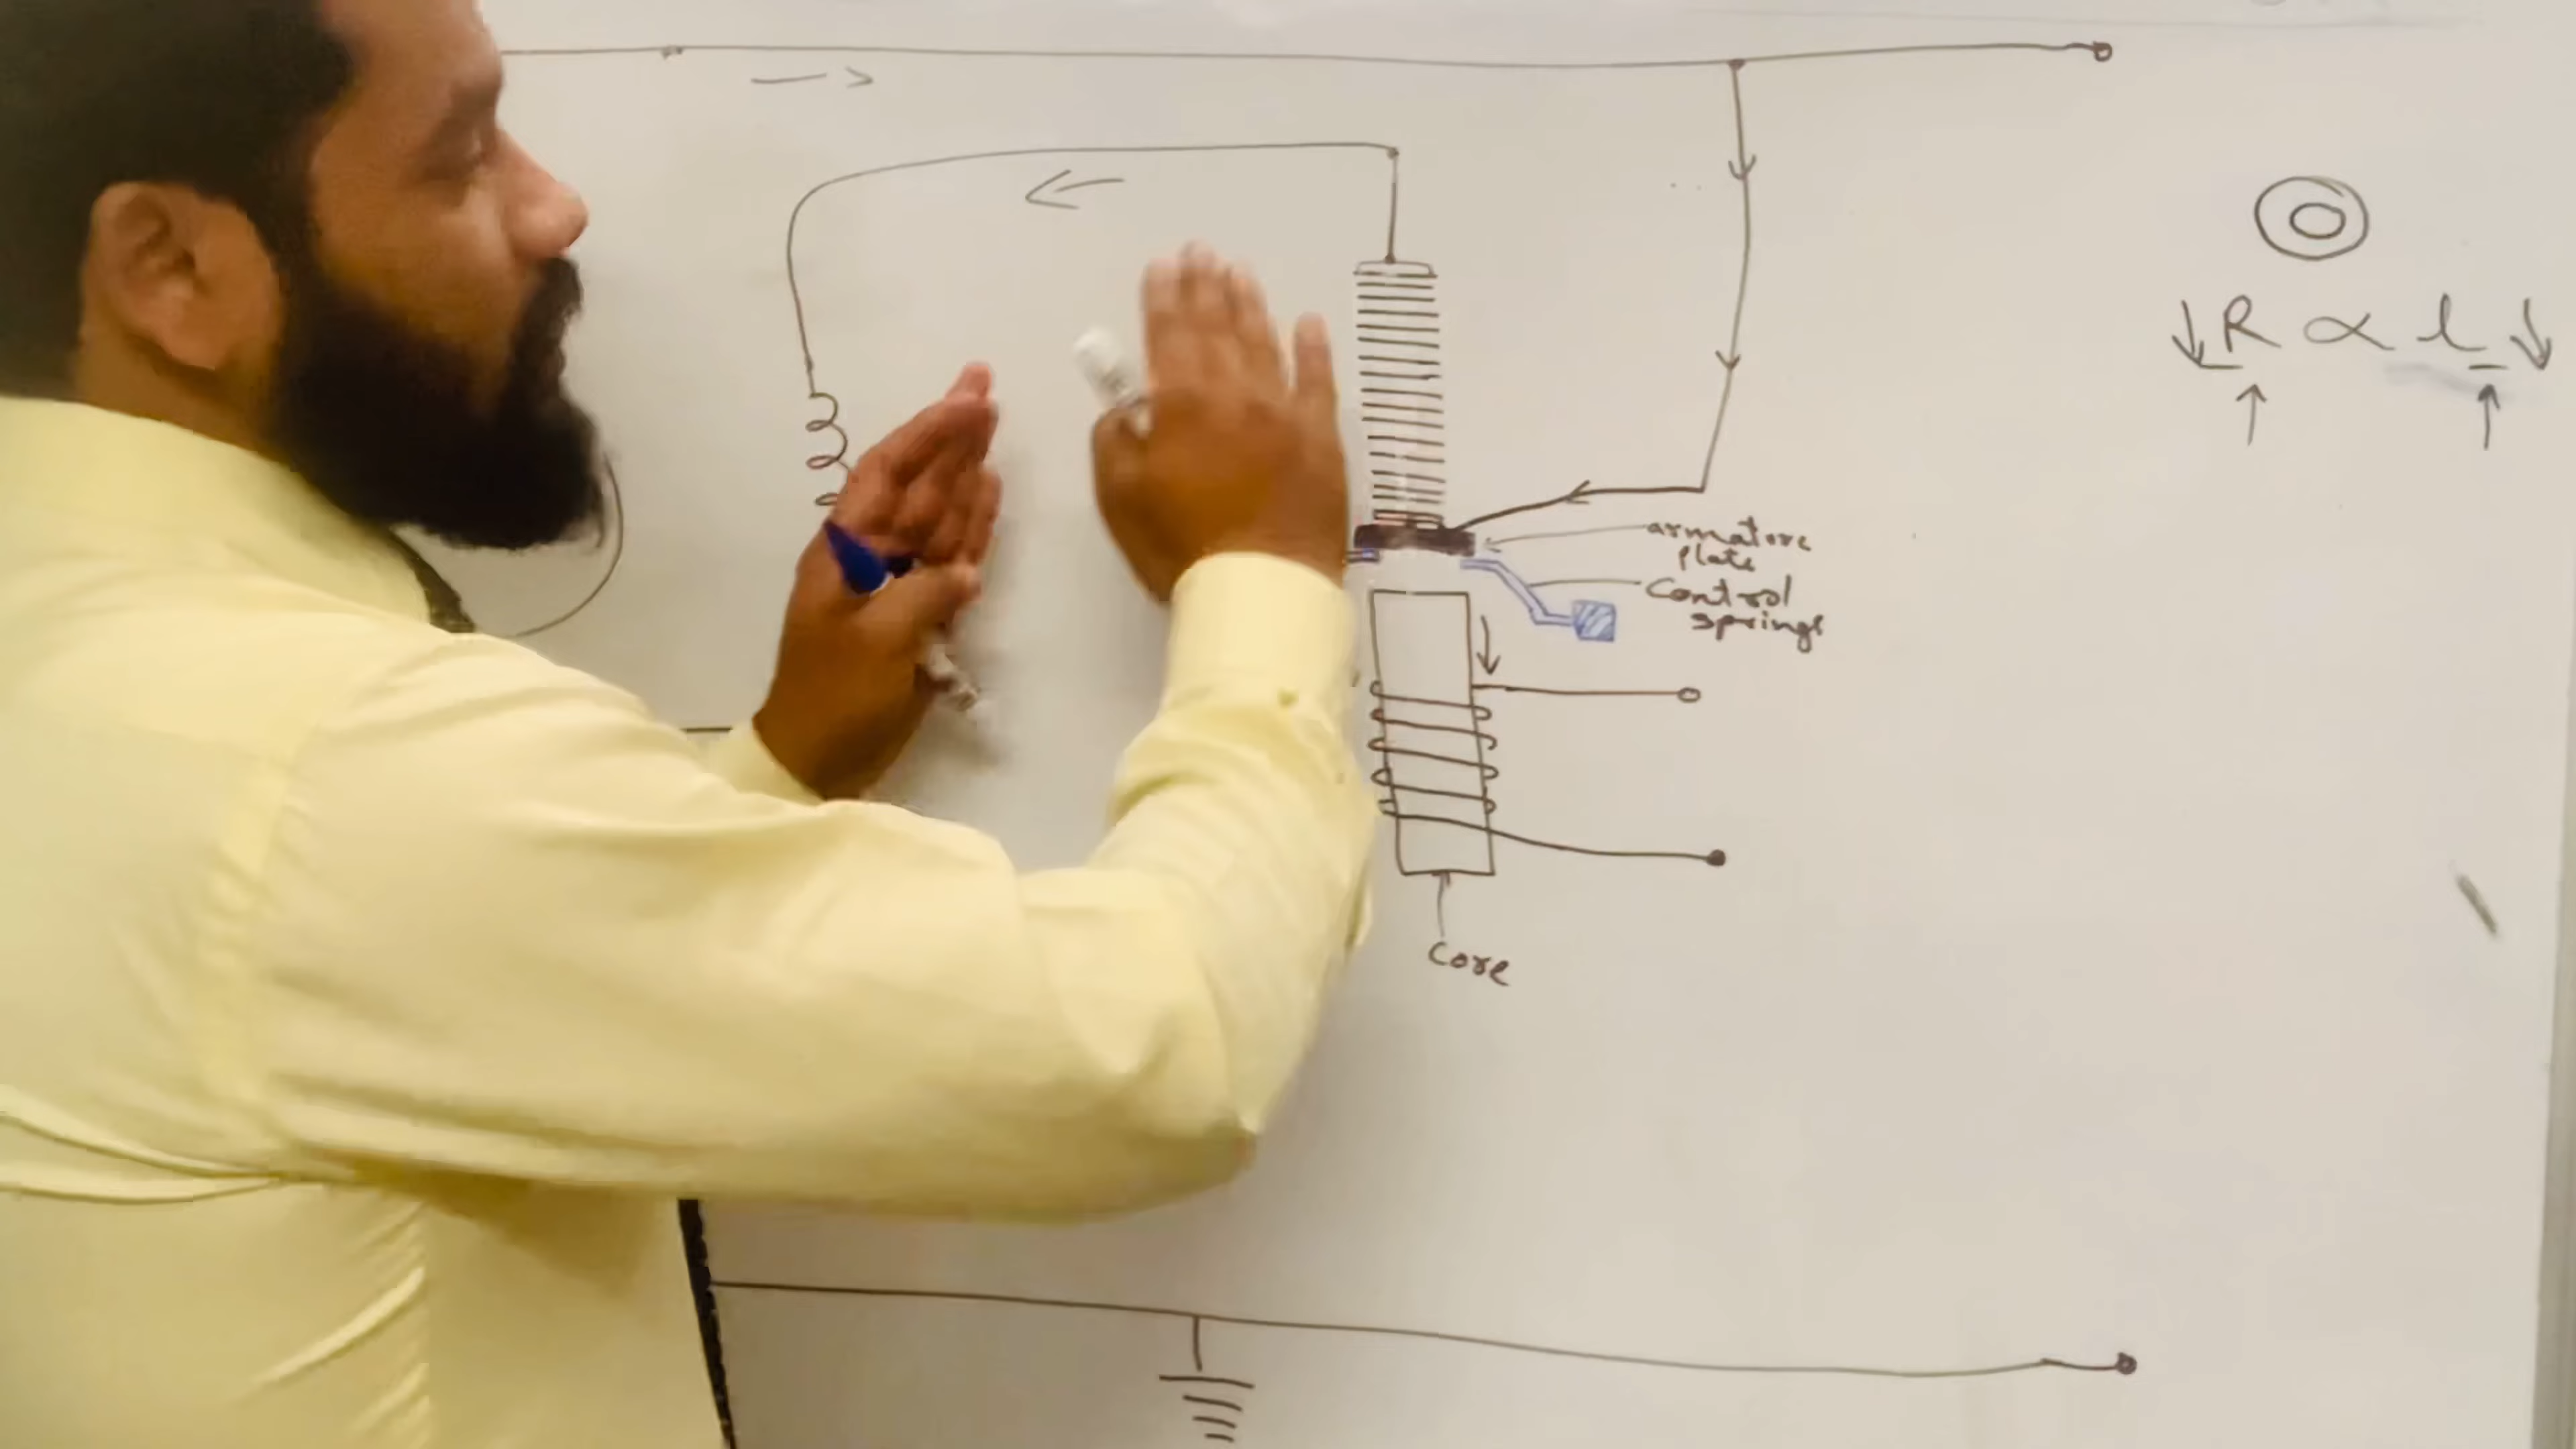 ↓R ∝ l↓
armature
plate
Control
springs
Core